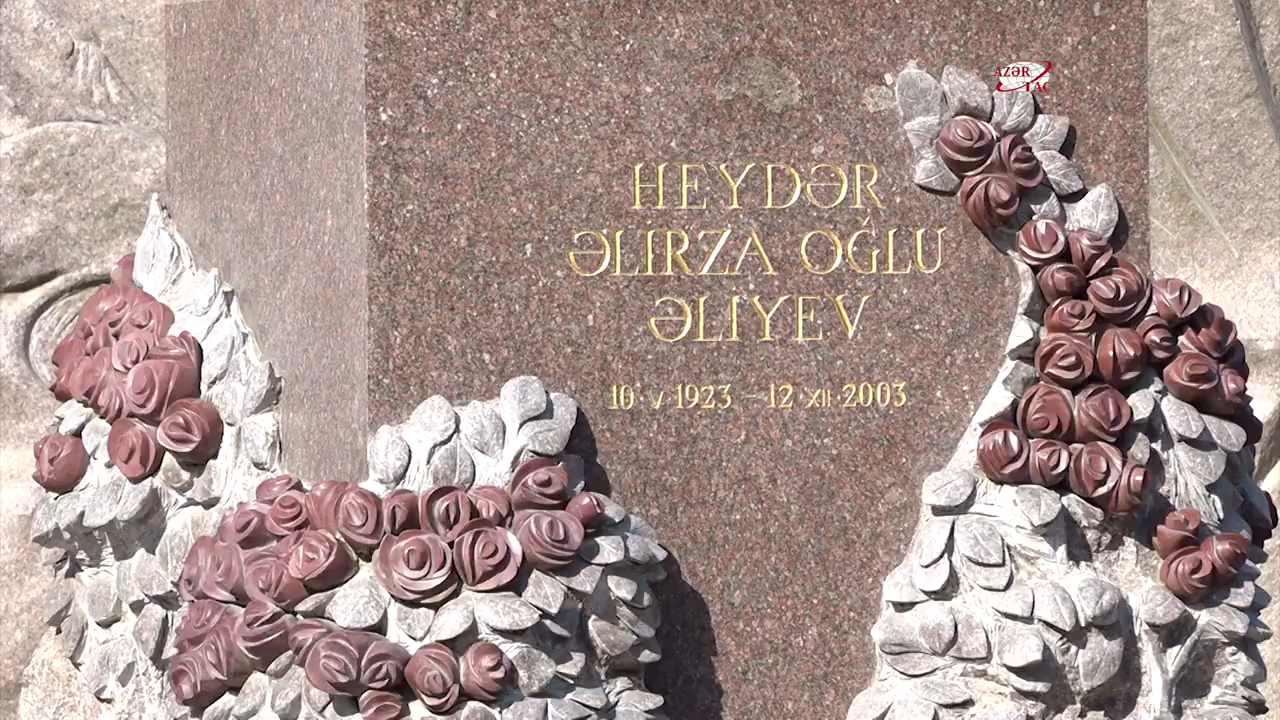 AZƏR
TAC
HEYDƏR
ƏLİRZA OĞLU
ƏLİYEV
10 V 1923 - 12 XII 2003